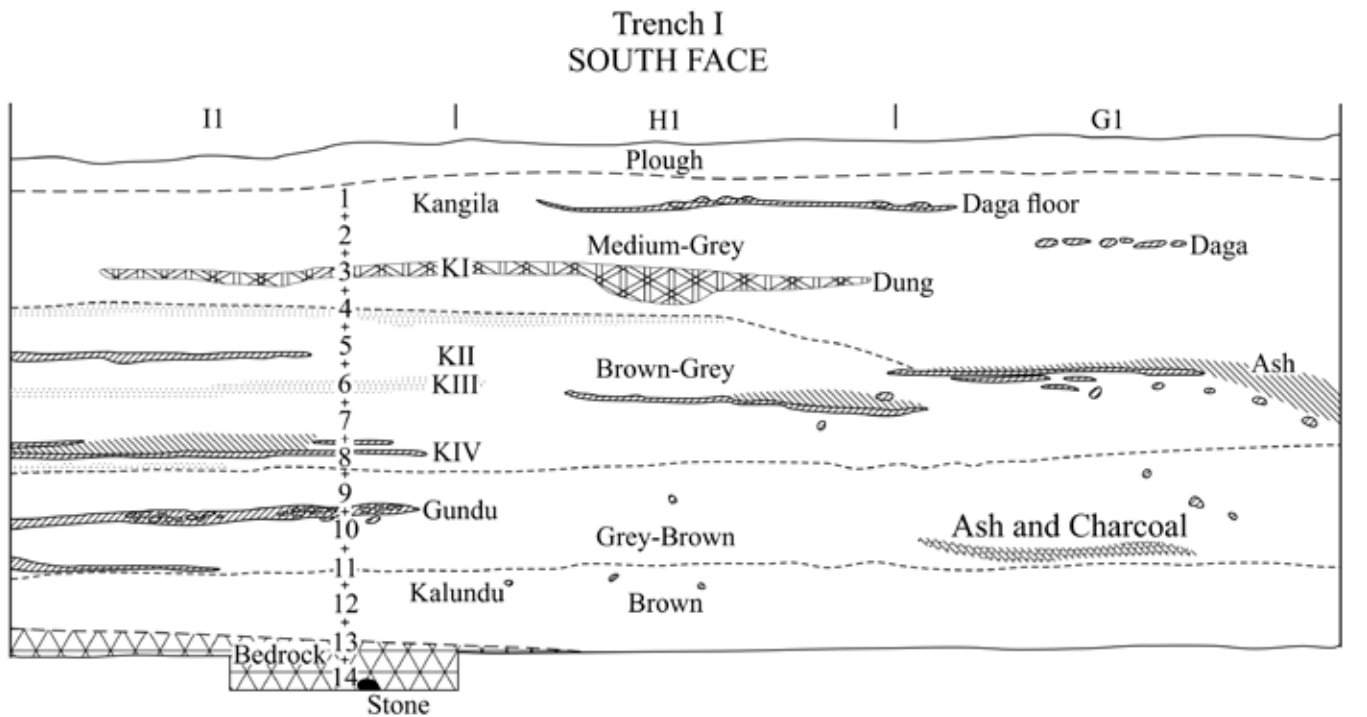 Trench I
SOUTH FACE
I1 H1 G1
Plough
1 Kangila Daga floor
2 Medium-Grey Daga
3 KI Dung
4
5 KII
Brown-Grey Ash
6 KIII
7
8 KIV
9
Gundu
10 Grey-Brown Ash and Charcoal
11
Kalundu
12 Brown
13
Bedrock
14
Stone